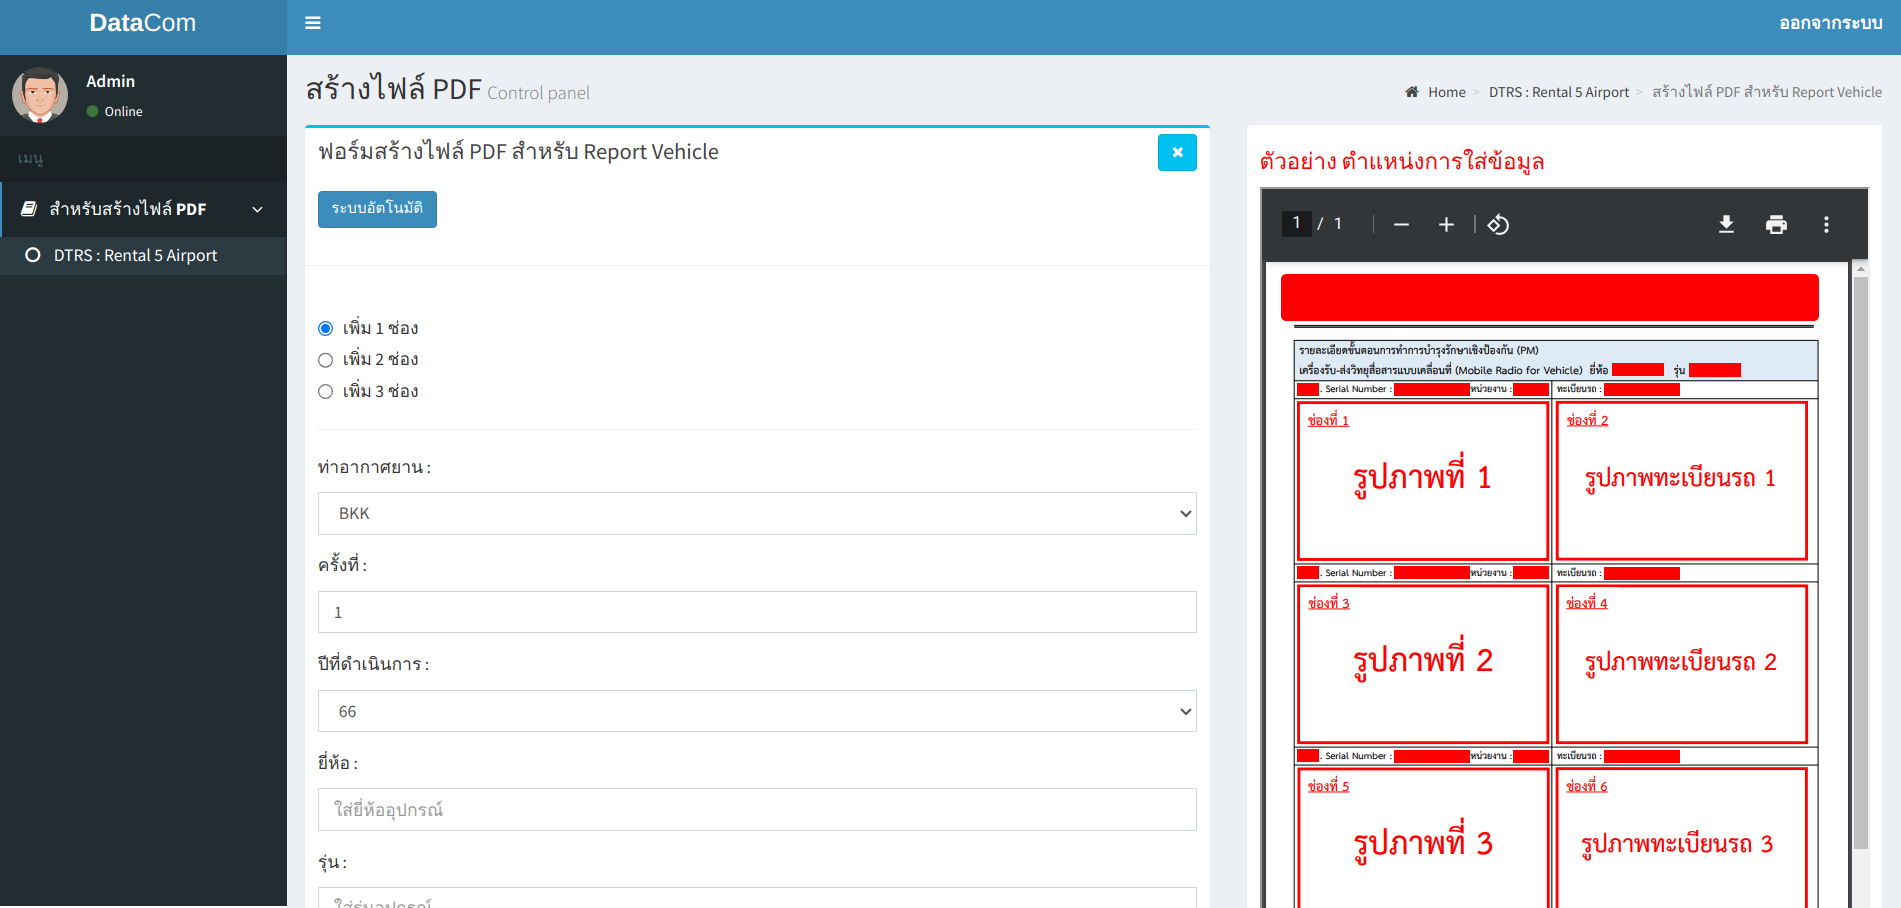 DataCom
ออกจากระบบ
Admin
Online
เมนู
สำหรับสร้างไฟล์ PDF
DTRS : Rental 5 Airport
สร้างไฟล์ PDF Control panel
Home > DTRS : Rental 5 Airport > สร้างไฟล์ PDF สำหรับ Report Vehicle
ฟอร์มสร้างไฟล์ PDF สำหรับ Report Vehicle
ระบบอัตโนมัติ
เพิ่ม 1 ช่อง
เพิ่ม 2 ช่อง
เพิ่ม 3 ช่อง
ท่าอากาศยาน :
BKK
ครั้งที่ :
1
ปีที่ดำเนินการ :
66
ยี่ห้อ :
ใส่ยี่ห้ออุปกรณ์
รุ่น :
ใส่รุ่นอุปกรณ์
ตัวอย่าง ตำแหน่งการใส่ข้อมูล
1 / 1
รายละเอียดขั้นตอนการทำการบำรุงรักษาเชิงป้องกัน (PM)
เครื่องรับ-ส่งวิทยุสื่อสารแบบเคลื่อนที่ (Mobile Radio for Vehicle) ยี่ห้อ รุ่น
. Serial Number : หน่วยงาน : ทะเบียนรถ :
ช่องที่ 1 ช่องที่ 2
รูปภาพที่ 1 รูปภาพทะเบียนรถ 1
. Serial Number : หน่วยงาน : ทะเบียนรถ :
ช่องที่ 3 ช่องที่ 4
รูปภาพที่ 2 รูปภาพทะเบียนรถ 2
. Serial Number : หน่วยงาน : ทะเบียนรถ :
ช่องที่ 5 ช่องที่ 6
รูปภาพที่ 3 รูปภาพทะเบียนรถ 3